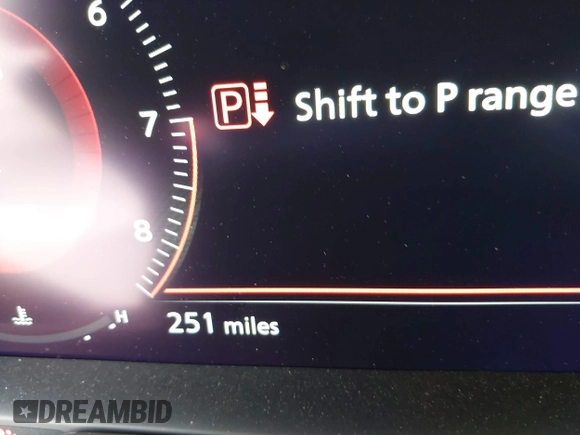 6
P Shift to P range
7
8
H
251 miles
DREAMBID